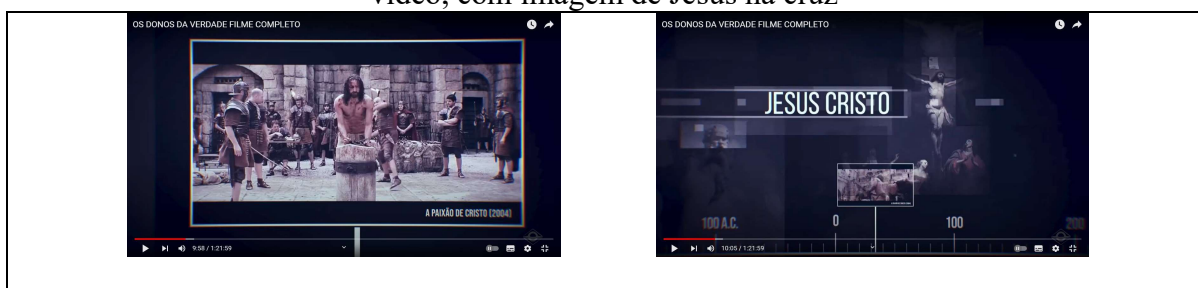 vídeo, com imagem de Jesus na cruz
OS DONOS DA VERDADE FILME COMPLETO
A PAIXÃO DE CRISTO (2004)
9:58 / 1:21:59
OS DONOS DA VERDADE FILME COMPLETO
JESUS CRISTO
100 A.C.
0
100
200
10:05 / 1:21:59